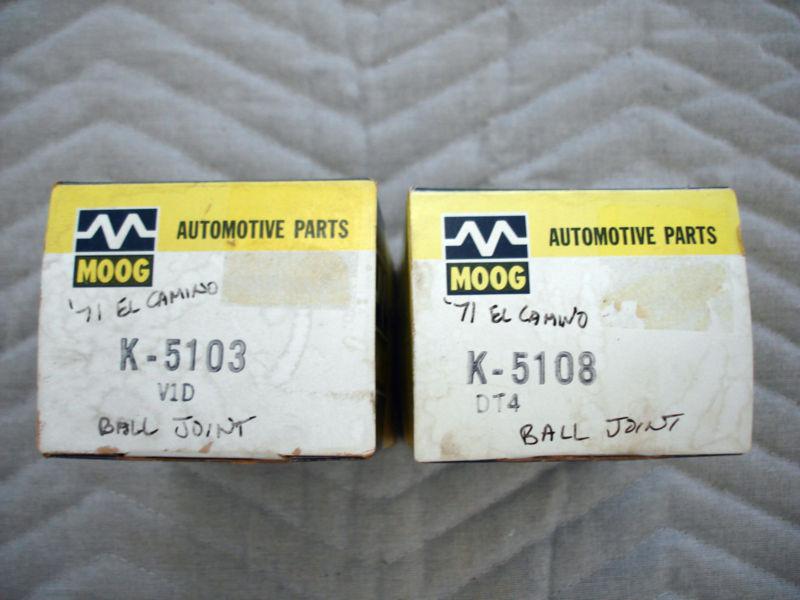 AUTOMOTIVE PARTS
MOOG
'71 EL CAMINO
K-5103
V1D
BALL JOINT
AUTOMOTIVE PARTS
MOOG
'71 EL CAMINO
K-5108
DT4
BALL JOINT